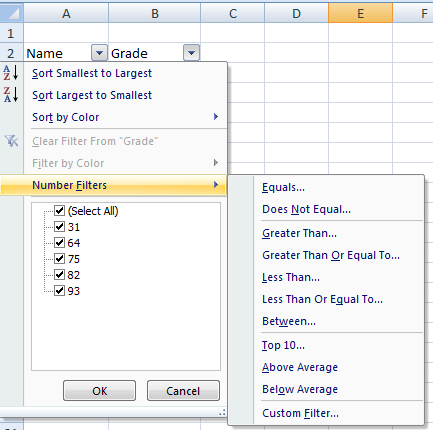 A B C D E F
1
2 Name Grade
Sort Smallest to Largest
Sort Largest to Smallest
Sort by Color
Clear Filter From "Grade"
Filter by Color
Number Filters
(Select All)
31
64
75
82
93
OK Cancel
Equals...
Does Not Equal...
Greater Than...
Greater Than Or Equal To...
Less Than...
Less Than Or Equal To...
Between...
Top 10...
Above Average
Below Average
Custom Filter...